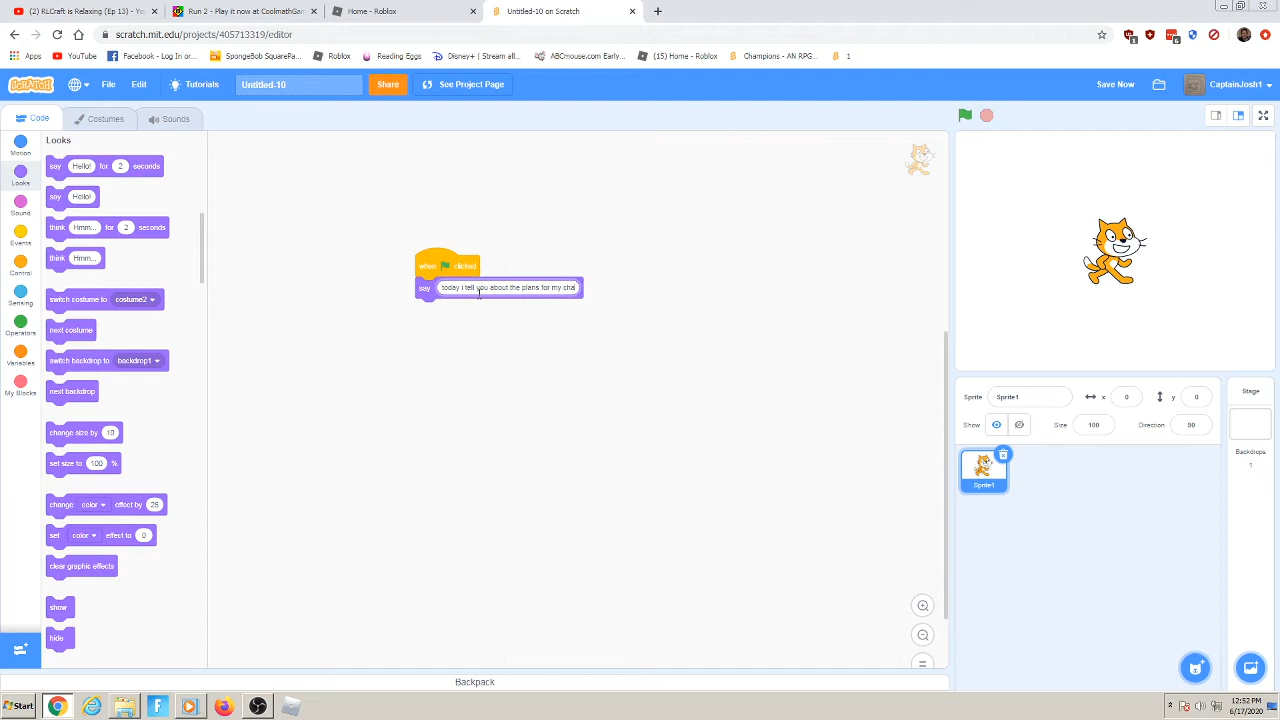 (2) RLCraft is Relaxing (Ep 13) - Yo
Run 2 - Play it now at CoolmathGam
Home - Roblox
Untitled-10 on Scratch
scratch.mit.edu/projects/405713319/editor
Apps
YouTube
Facebook - Log In or...
SpongeBob SquarePa...
Roblox
Reading Eggs
Disney+ | Stream all...
ABCmouse.com Early...
(15) Home - Roblox
Champions - AN RPG...
1
SCRATCH
File
Edit
Tutorials
Untitled-10
Share
See Project Page
Save Now
CaptainJosh1
Code
Costumes
Sounds
Motion
Looks
Sound
Events
Control
Sensing
Operators
Variables
My Blocks
Looks
say Hello! for 2 seconds
say Hello!
think Hmm... for 2 seconds
think Hmm...
switch costume to costume2
next costume
switch backdrop to backdrop1
next backdrop
change size by 10
set size to 100 %
change color effect by 25
set color effect to 0
clear graphic effects
show
hide
when clicked
say today i tell you about the plans for my cha
Sprite Sprite1 x 0 y 0
Show Size 100 Direction 90
Sprite1
Stage
Backdrops
1
Backpack
Start
12:52 PM
6/17/2020